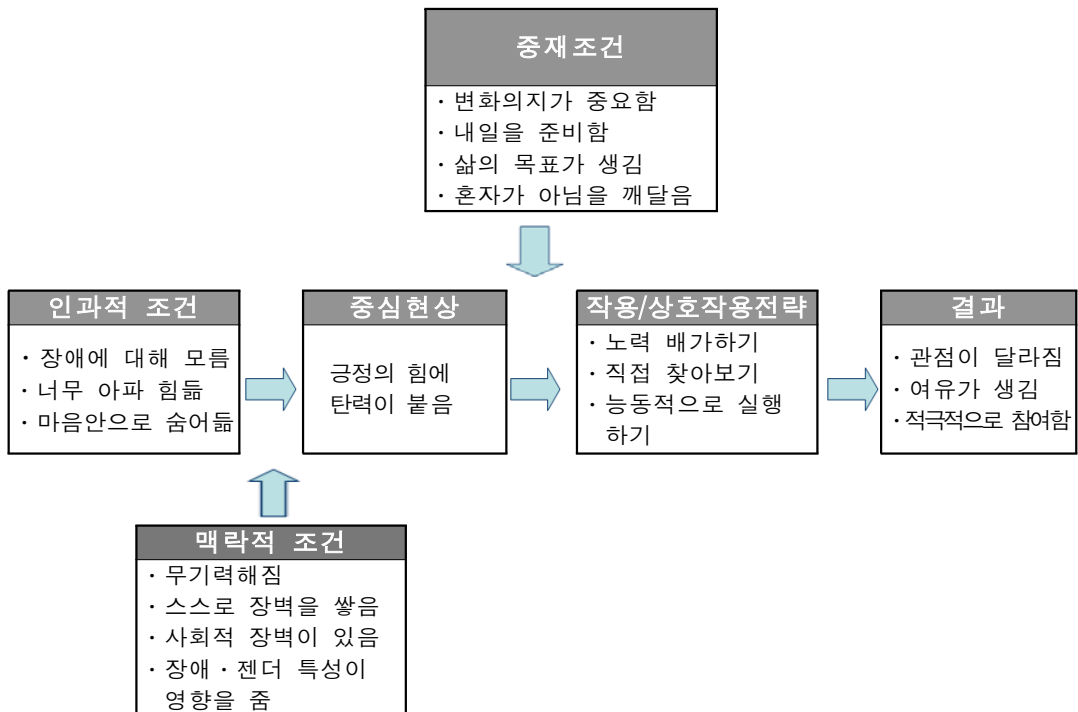 중재조건
· 변화의지가 중요함
· 내일을 준비함
· 삶의 목표가 생김
· 혼자가 아님을 깨달음
인과적 조건
· 장애에 대해 모름
· 너무 아파 힘듦
· 마음안으로 숨어듦
중심현상
긍정의 힘에
탄력이 붙음
작용/상호작용전략
· 노력 배가하기
· 직접 찾아보기
· 능동적으로 실행
하기
결과
· 관점이 달라짐
· 여유가 생김
· 적극적으로 참여함
맥락적 조건
· 무기력해짐
· 스스로 장벽을 쌓음
· 사회적 장벽이 있음
· 장애 · 젠더 특성이
영향을 줌